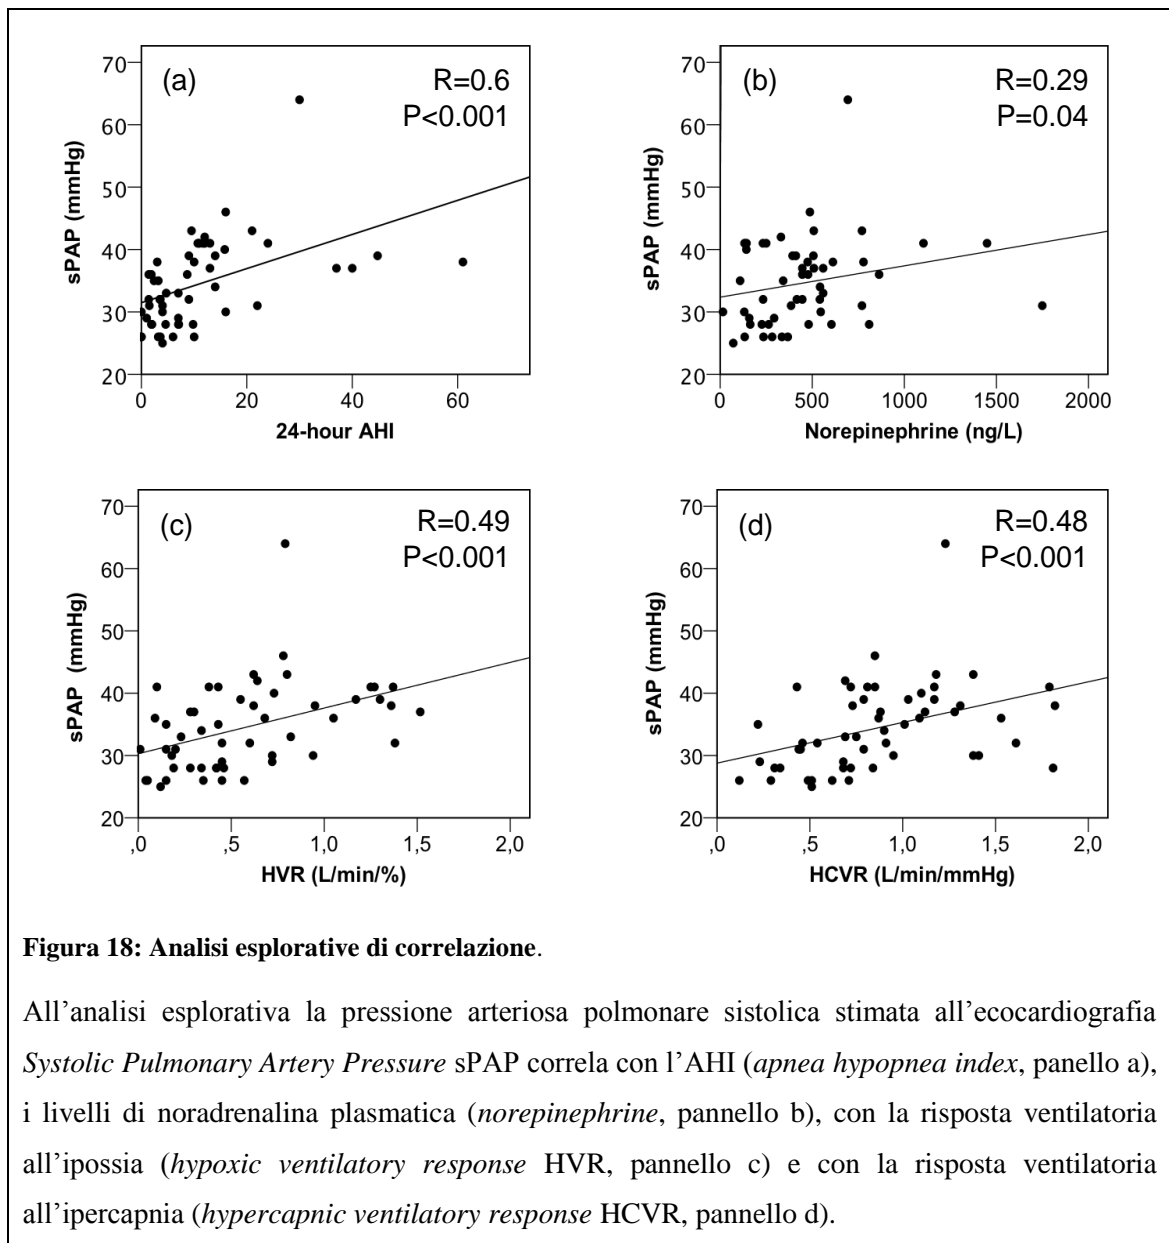 (a)
R=0.6
P<0.001
sPAP (mmHg)
70
60
50
40
30
20
0 20 40 60
24-hour AHI
(b)
R=0.29
P=0.04
sPAP (mmHg)
70
60
50
40
30
20
0 500 1000 1500 2000
Norepinephrine (ng/L)
(c)
R=0.49
P<0.001
sPAP (mmHg)
70
60
50
40
30
20
,0 ,5 1,0 1,5 2,0
HVR (L/min/%)
(d)
R=0.48
P<0.001
sPAP (mmHg)
70
60
50
40
30
20
,0 ,5 1,0 1,5 2,0
HCVR (L/min/mmHg)
Figura 18: Analisi esplorative di correlazione.
All’analisi esplorativa la pressione arteriosa polmonare sistolica stimata all’ecocardiografia
Systolic Pulmonary Artery Pressure sPAP correla con l’AHI (apnea hypopnea index, panello a),
i livelli di noradrenalina plasmatica (norepinephrine, pannello b), con la risposta ventilatoria
all’ipossia (hypoxic ventilatory response HVR, pannello c) e con la risposta ventilatoria
all’ipercapnia (hypercapnic ventilatory response HCVR, pannello d).